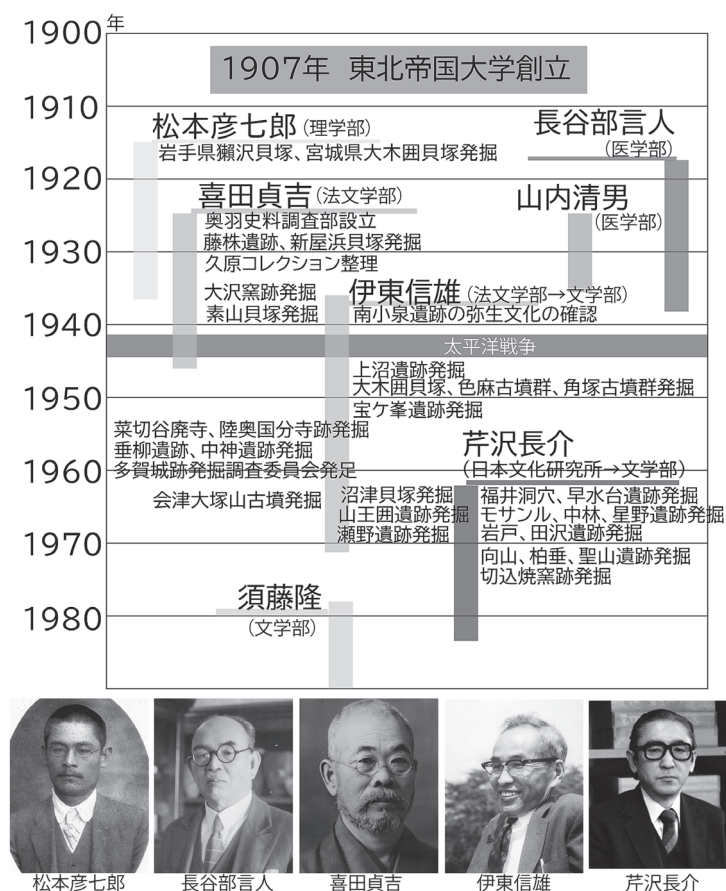 年
1900
1907年 東北帝国大学創立
1910
松本彦七郎(理学部)
岩手県獺沢貝塚、宮城県大木囲貝塚発掘
長谷部言人
(医学部)
1920
喜田貞吉(法文学部)
奥羽史料調査部設立
藤株遺跡、新屋浜貝塚発掘
久原コレクション整理
大沢窯跡発掘
素山貝塚発掘
山内清男
(医学部)
1930
伊東信雄(法文学部→文学部)
南小泉遺跡の弥生文化の確認
1940
太平洋戦争
上沼遺跡発掘
大木囲貝塚、色麻古墳群、角塚古墳群発掘
宝ケ峯遺跡発掘
1950
菜切谷廃寺、陸奥国分寺跡発掘
垂柳遺跡、中神遺跡発掘
多賀城跡発掘調査委員会発足
会津大塚山古墳発掘
沼津貝塚発掘
山王囲遺跡発掘
瀬野遺跡発掘
1960
芹沢長介
(日本文化研究所→文学部)
福井洞穴、早水台遺跡発掘
モサンル、中林、星野遺跡発掘
岩戸、田沢遺跡発掘
向山、柏垂、聖山遺跡発掘
切込焼窯跡発掘
1970
須藤隆
(文学部)
1980
松本彦七郎
長谷部言人
喜田貞吉
伊東信雄
芹沢長介